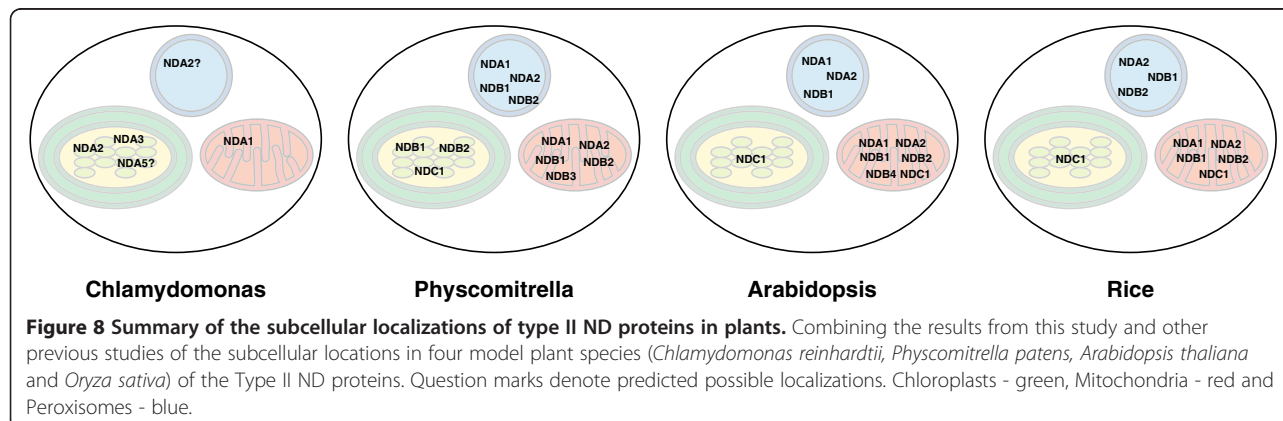 NDA2?
NDA2 NDA3
NDA5?
NDA1
Chlamydomonas
NDA1
NDA2
NDB1
NDB2
NDB1 NDB2
NDC1
NDA1 NDA2
NDB1 NDB2
NDB3
Physcomitrella
NDA1
NDA2
NDB1
NDC1
NDA1 NDA2
NDB1 NDB2
NDB4 NDC1
Arabidopsis
NDA2
NDB1
NDB2
NDC1
NDA1 NDA2
NDB1 NDB2
NDC1
Rice
Figure 8 Summary of the subcellular localizations of type II ND proteins in plants. Combining the results from this study and other
previous studies of the subcellular locations in four model plant species (Chlamydomonas reinhardtii, Physcomitrella patens, Arabidopsis thaliana
and Oryza sativa) of the Type II ND proteins. Question marks denote predicted possible localizations. Chloroplasts - green, Mitochondria - red and
Peroxisomes - blue.